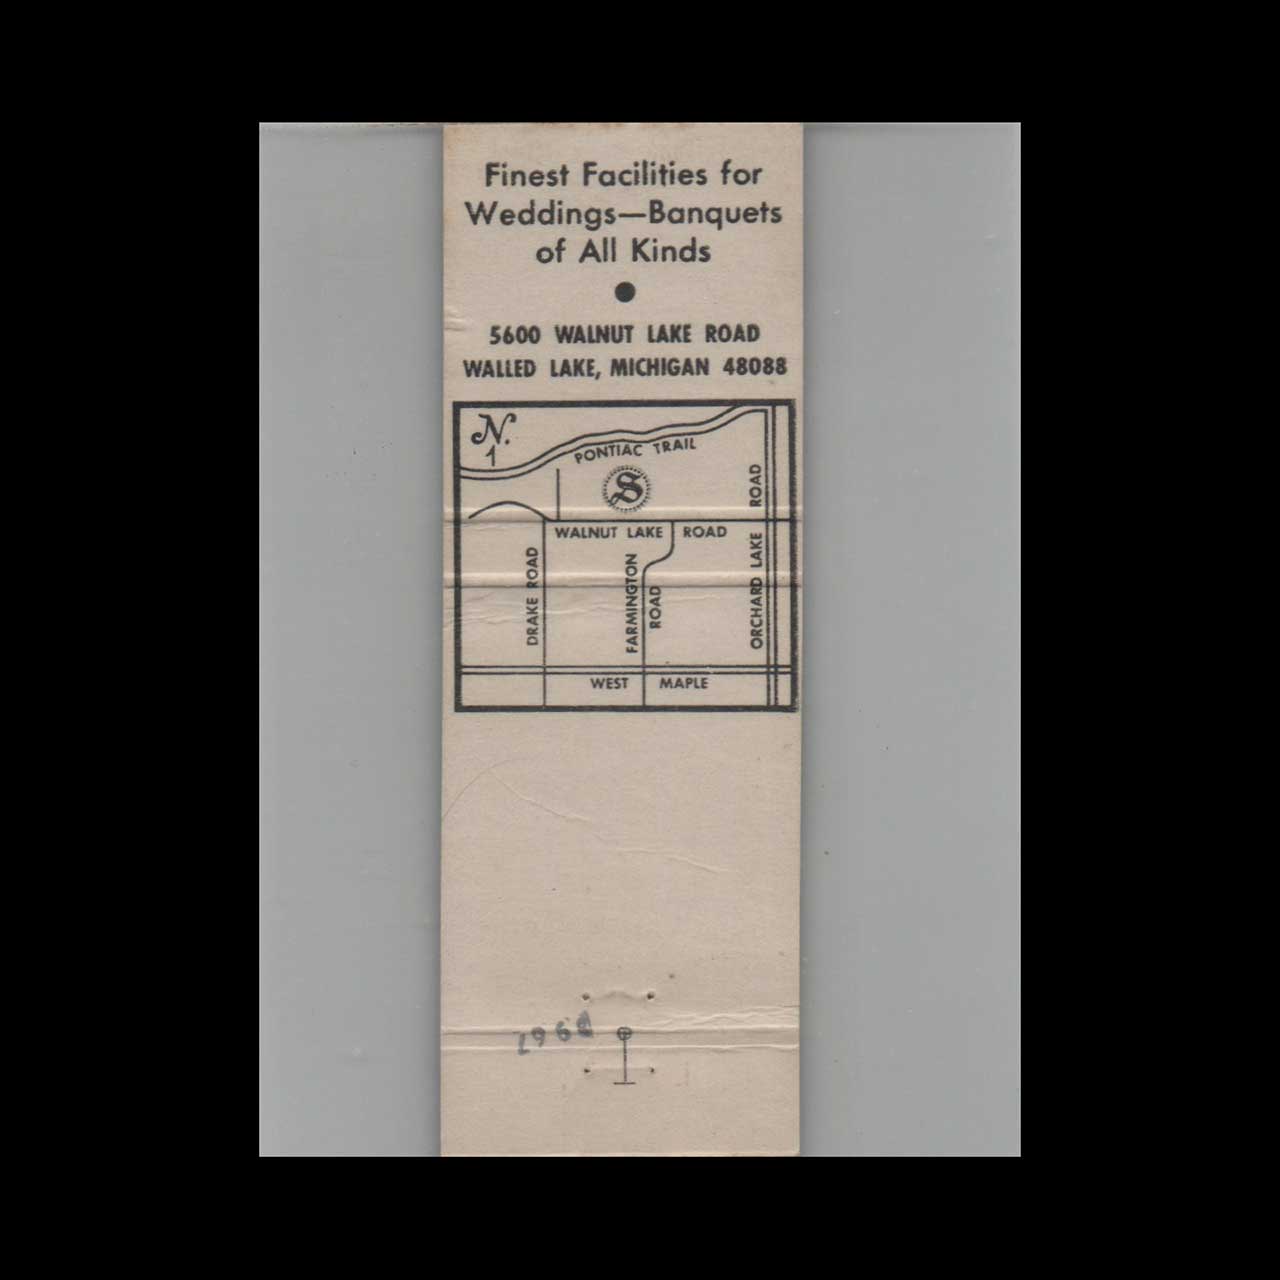 Finest Facilities for
Weddings—Banquets
of All Kinds
5600 WALNUT LAKE ROAD
WALLED LAKE, MICHIGAN 48088
N.
PONTIAC TRAIL
S
WALNUT LAKE ROAD
DRAKE ROAD
FARMINGTON
ROAD
ORCHARD LAKE ROAD
WEST MAPLE